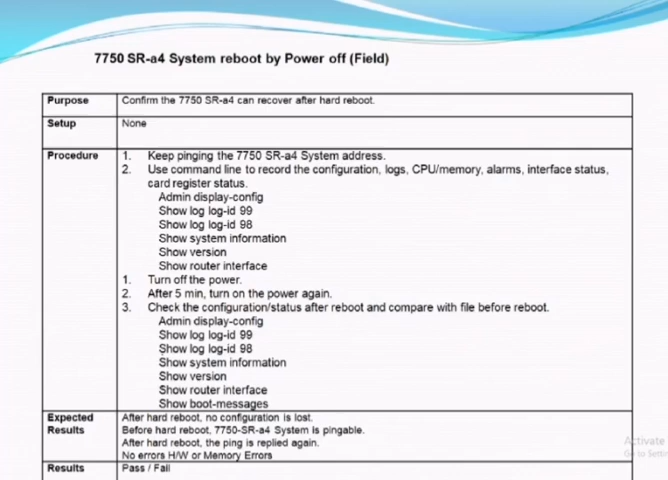 7750 SR-a4 System reboot by Power off (Field)
Purpose
Confirm the 7750 SR-a4 can recover after hard reboot.
Setup
None
Procedure
1. Keep pinging the 7750 SR-a4 System address.
2. Use command line to record the configuration, logs, CPU/memory, alarms, interface status,
card register status.
Admin display-config
Show log log-id 99
Show log log-id 98
Show system information
Show version
Show router interface
1. Turn off the power.
2. After 5 min, turn on the power again.
3. Check the configuration/status after reboot and compare with file before reboot.
Admin display-config
Show log log-id 99
Show log log-id 98
Show system information
Show version
Show router interface
Show boot-messages
Expected
Results
After hard reboot, no configuration is lost.
Before hard reboot, 7750-SR-a4 System is pingable.
After hard reboot, the ping is replied again.
No errors H/W or Memory Errors
Results
Pass / Fail
Activate
Go to Settin